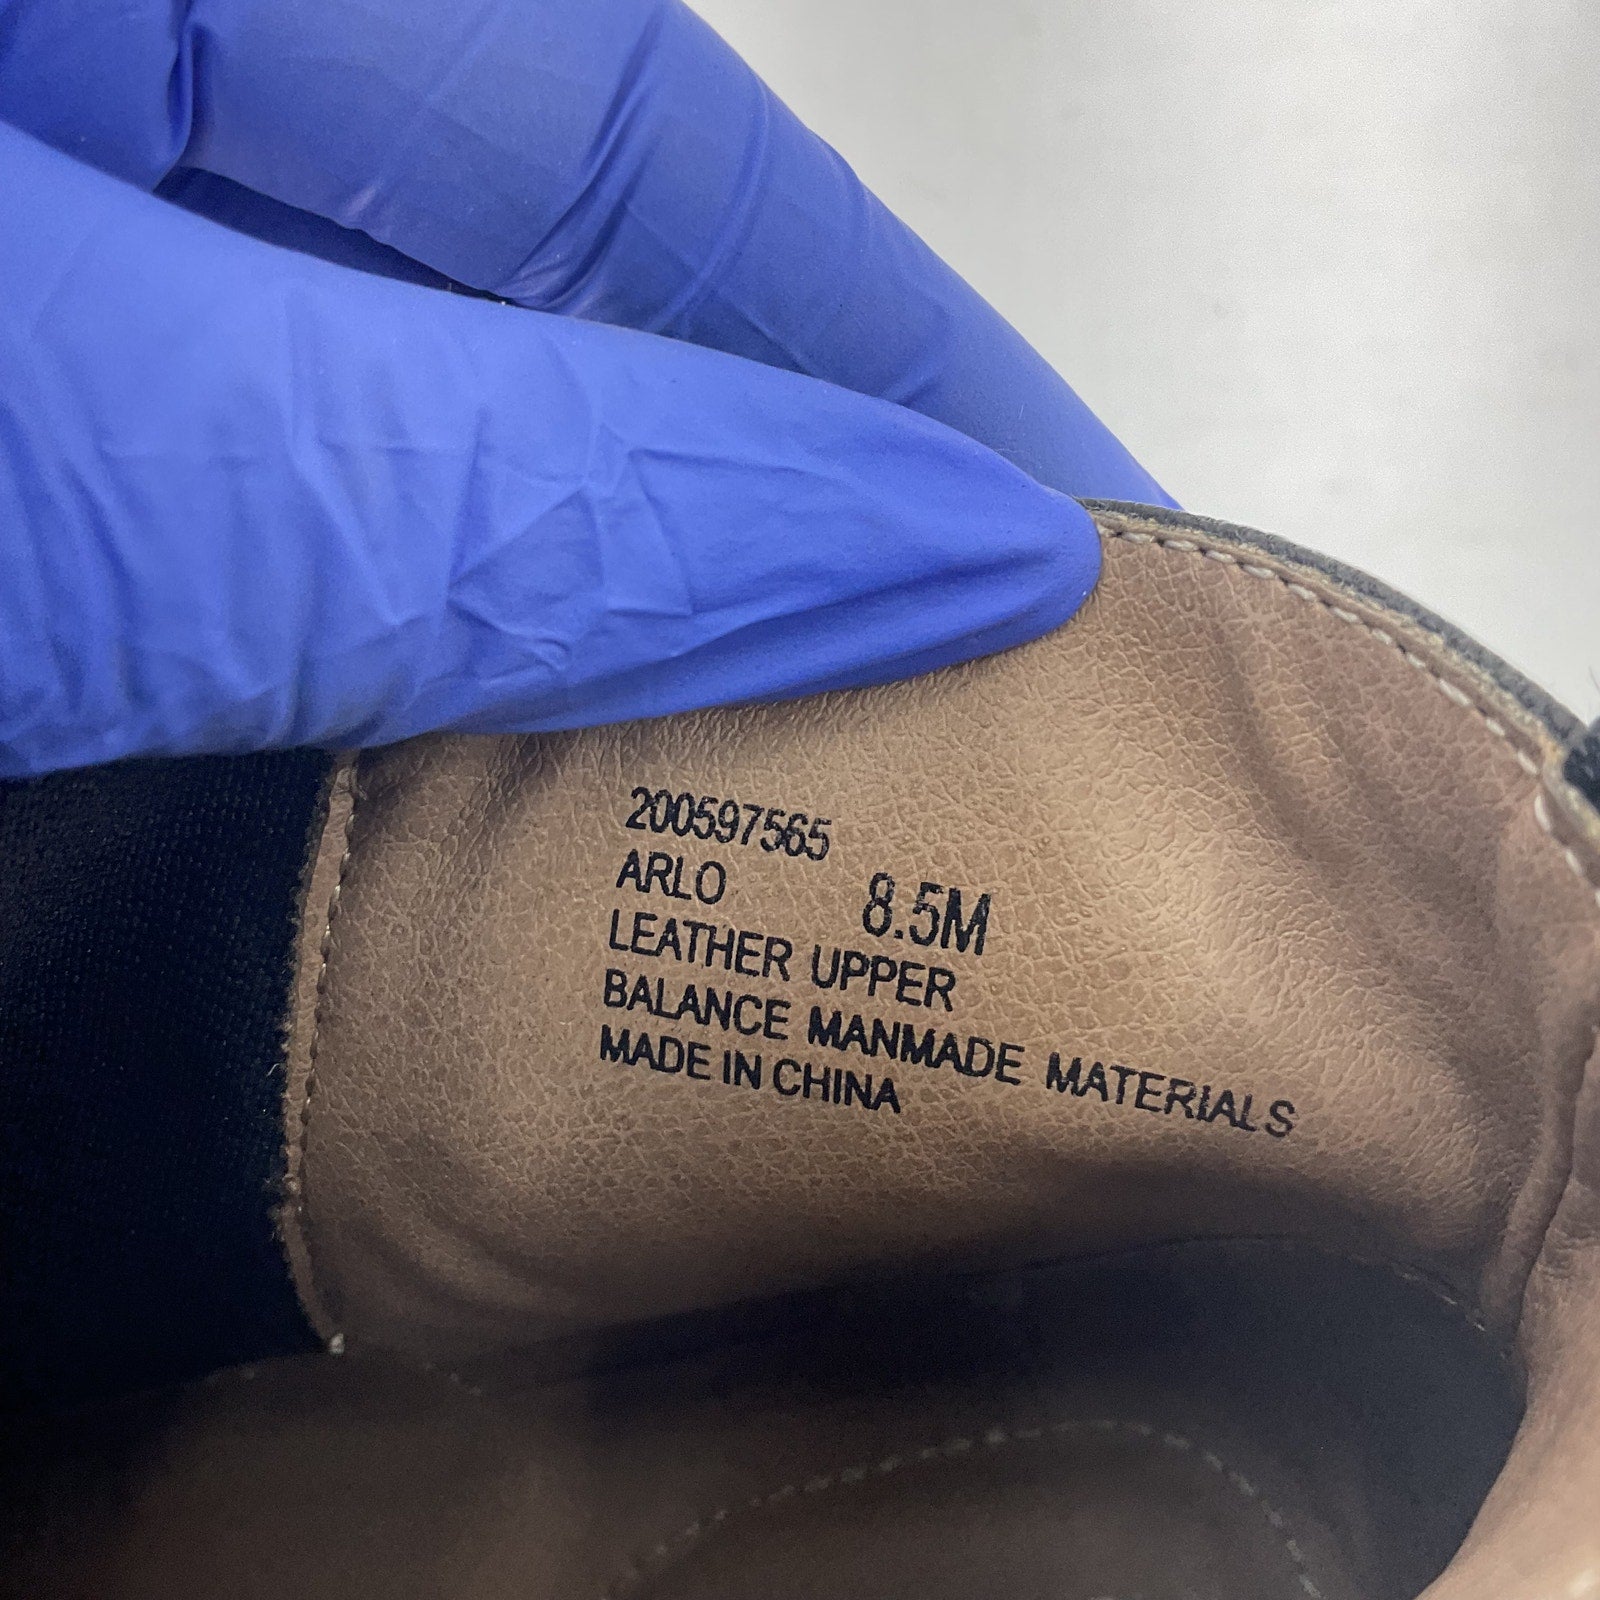 200597565
ARLO 8.5M
LEATHER UPPER
BALANCE MANMADE MATERIALS
MADE IN CHINA